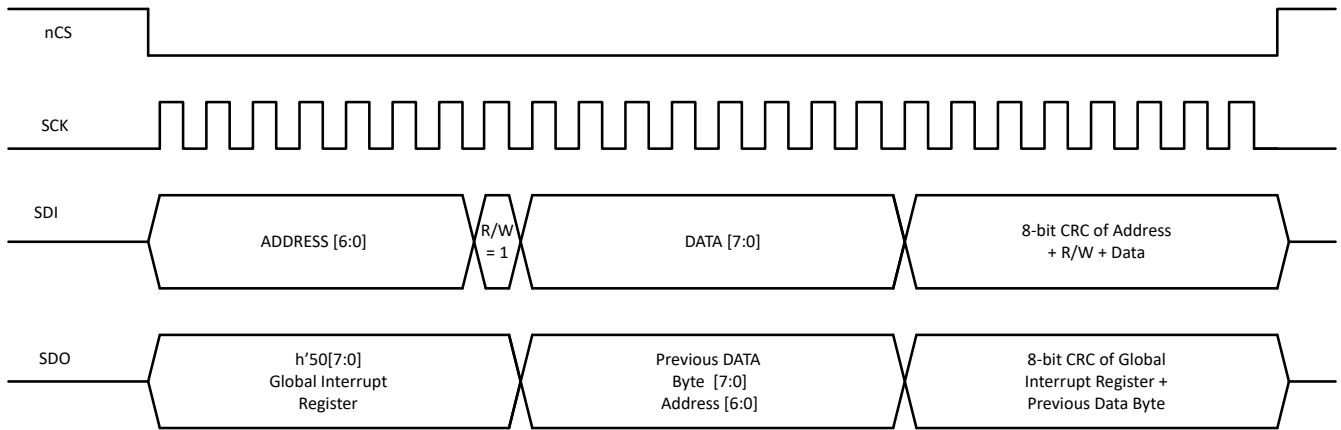 nCS
SCK
SDI
ADDRESS [6:0]
R/W
= 1
DATA [7:0]
8-bit CRC of Address
+ R/W + Data
SDO
h'50[7:0]
Global Interrupt
Register
Previous DATA
Byte [7:0]
Address [6:0]
8-bit CRC of Global
Interrupt Register +
Previous Data Byte